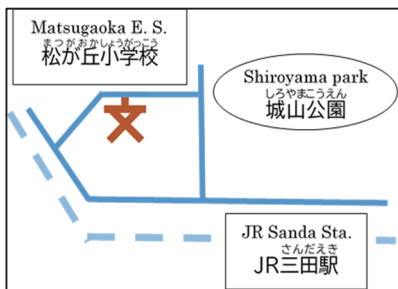 Matsugaoka E. S.
まつがおかしょうがっこう
松が丘小学校
Shiroyama park
しろやまこうえん
城山公園
文
JR Sanda Sta.
さんだえき
JR三田駅